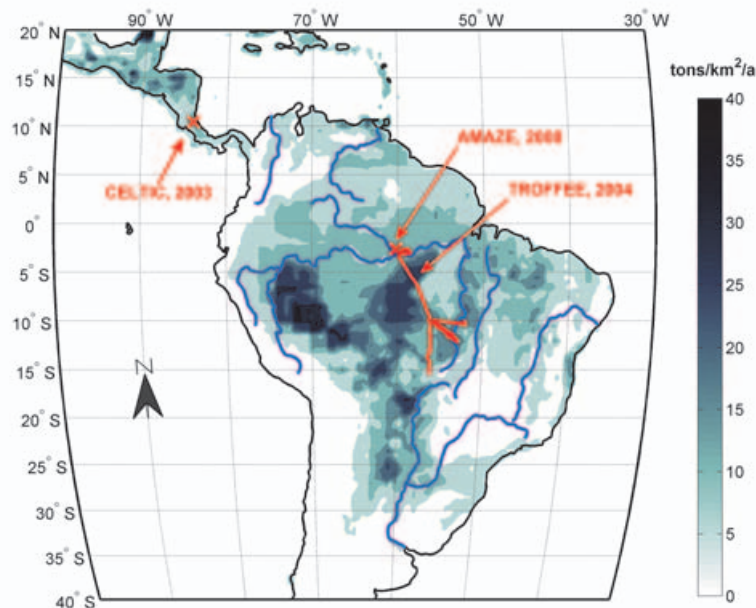 90° W
70° W
50° W
30° W
tons/km²/a
20° N
15° N
10° N
5° N
0°
5° S
10° S
15° S
20° S
25° S
30° S
35° S
40° S
CELTIC, 2003
AMAZE, 2008
TROFFEE, 2004
N
40
35
30
25
20
15
10
5
0